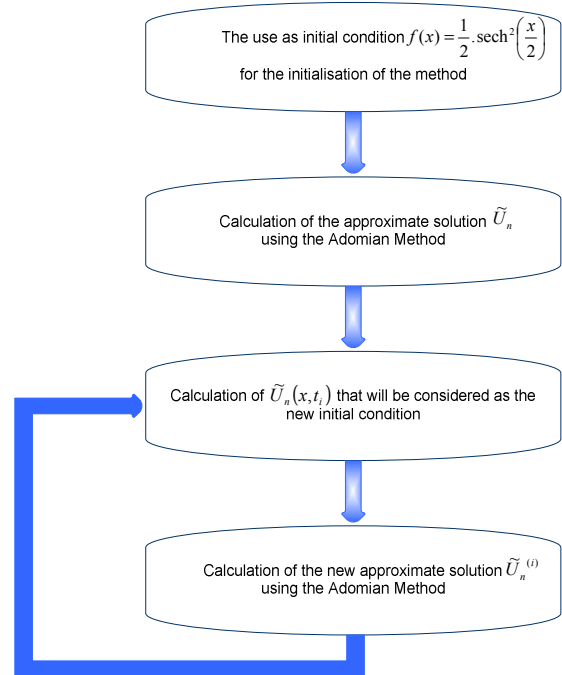 The use as initial condition f(x) = 1/2 . sech²(x/2)
for the initialisation of the method
Calculation of the approximate solution Ũₙ
using the Adomian Method
Calculation of Ũₙ(x,tᵢ) that will be considered as the
new initial condition
Calculation of the new approximate solution Ũₙ⁽ⁱ⁾
using the Adomian Method